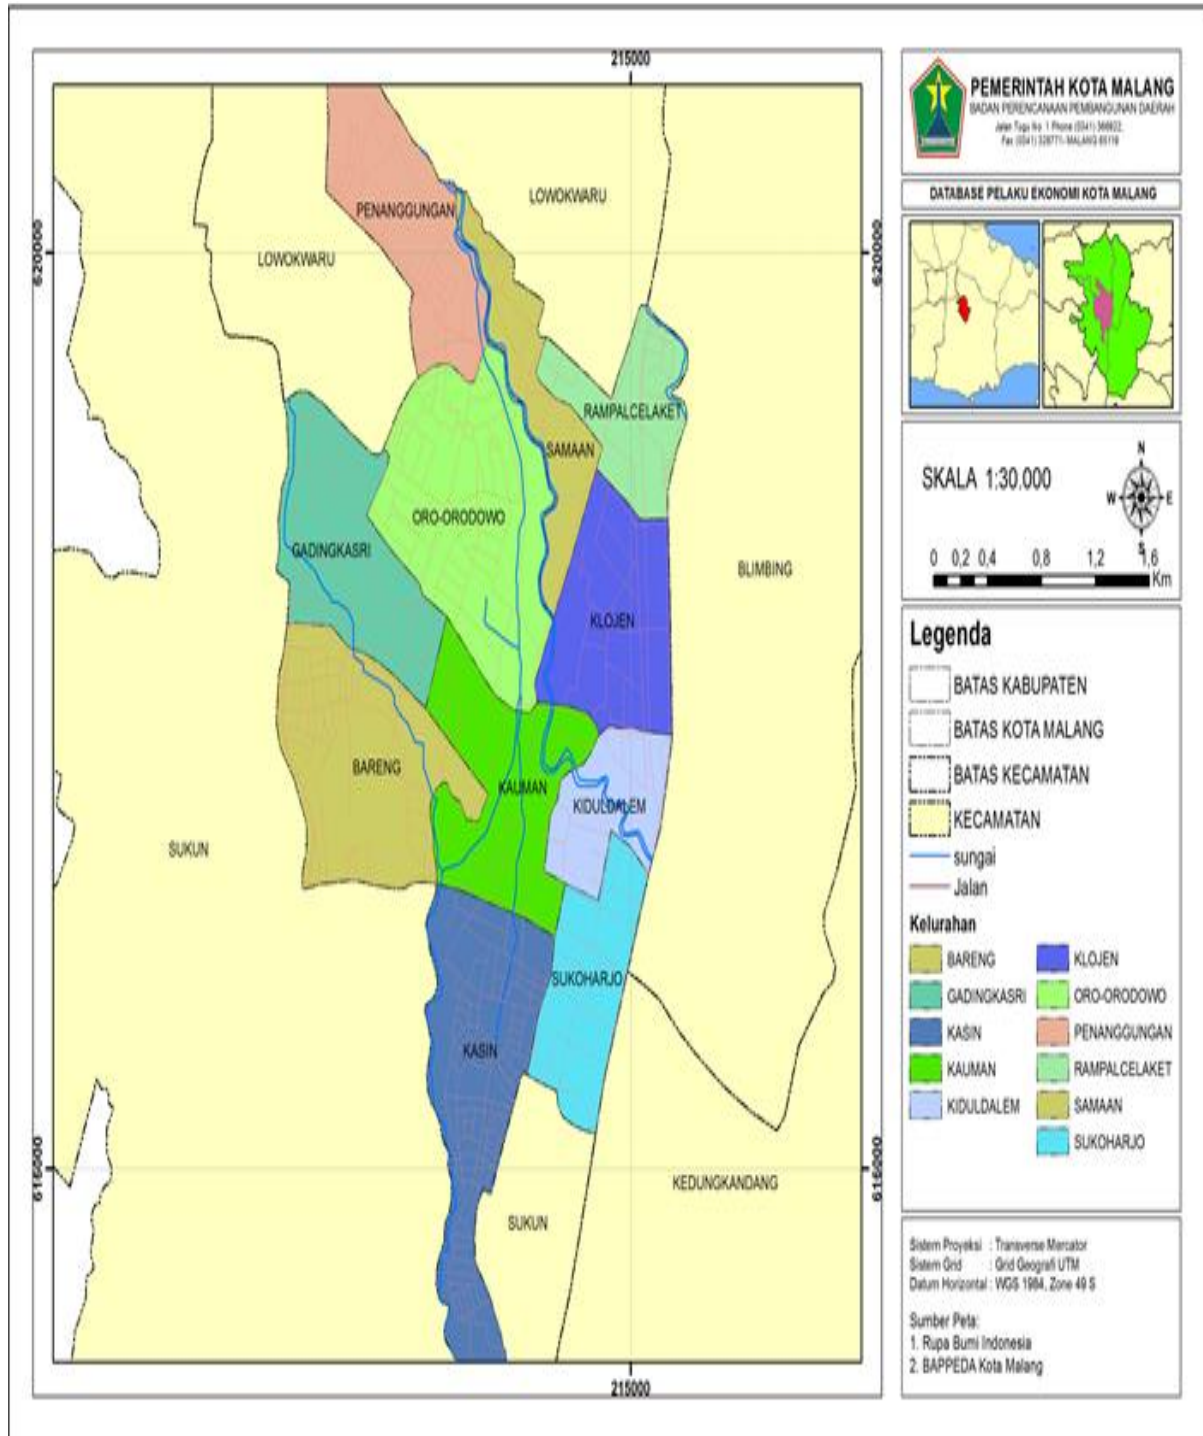 215000
PENANGGUNGAN
LOWOKWARU
LOWOKWARU
RAMPALCELAKET
SAMAAN
ORO-ORODOWO
GADINGKASRI
BLIMBING
KLOJEN
BARENG
KAUMAN
KIDULDALEM
SUKUN
SUKOHARJO
KASIN
KEDUNGKANDANG
SUKUN
215000
PEMERINTAH KOTA MALANG
BADAN PERENCANAAN PEMBANGUNAN DAERAH
DATABASE PELAKU EKONOMI KOTA MALANG
SKALA 1:30.000
N
W E
S
0 0,2 0,4 0,8 1,2 1,6
Km
Legenda
BATAS KABUPATEN
BATAS KOTA MALANG
BATAS KECAMATAN
KECAMATAN
sungai
Jalan
Kelurahan
BARENG
GADINGKASRI
KASIN
KAUMAN
KIDULDALEM
KLOJEN
ORO-ORODOWO
PENANGGUNGAN
RAMPALCELAKET
SAMAAN
SUKOHARJO
Sistem Proyeksi : Transverse Mercator
Sistem Grid : Grid Geografi UTM
Datum Horizontal : WGS 1984, Zone 49 S
Sumber Peta:
1. Rupa Bumi Indonesia
2. BAPPEDA Kota Malang